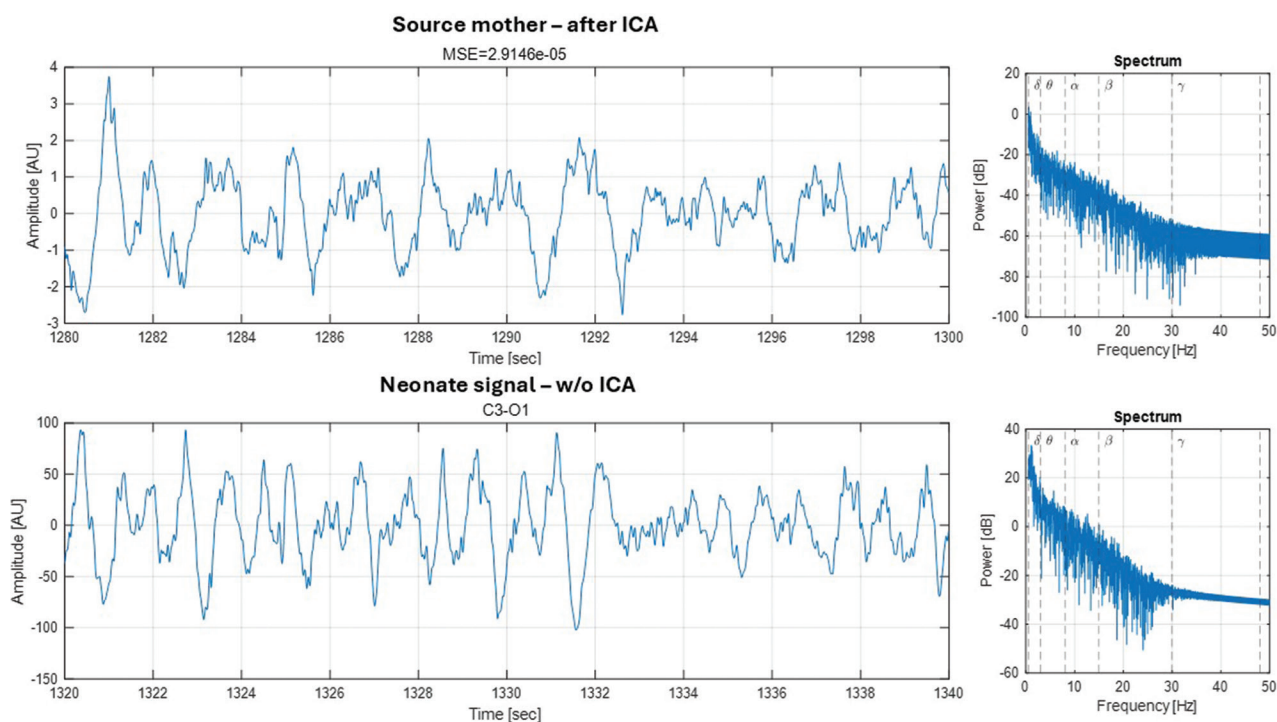 Source mother – after ICA
MSE=2.9146e-05
Amplitude [AU]
4
3
2
1
0
-1
-2
-3
1280 1282 1284 1286 1288 1290 1292 1294 1296 1298 1300
Time [sec]
Spectrum
Power [dB]
20
0
-20
-40
-60
-80
-100
δ θ α β γ
0 10 20 30 40 50
Frequency [Hz]
Neonate signal – w/o ICA
C3-O1
Amplitude [AU]
100
50
0
-50
-100
-150
1320 1322 1324 1326 1328 1330 1332 1334 1336 1338 1340
Time [sec]
Spectrum
Power [dB]
40
20
0
-20
-40
-60
δ θ α β γ
0 10 20 30 40 50
Frequency [Hz]